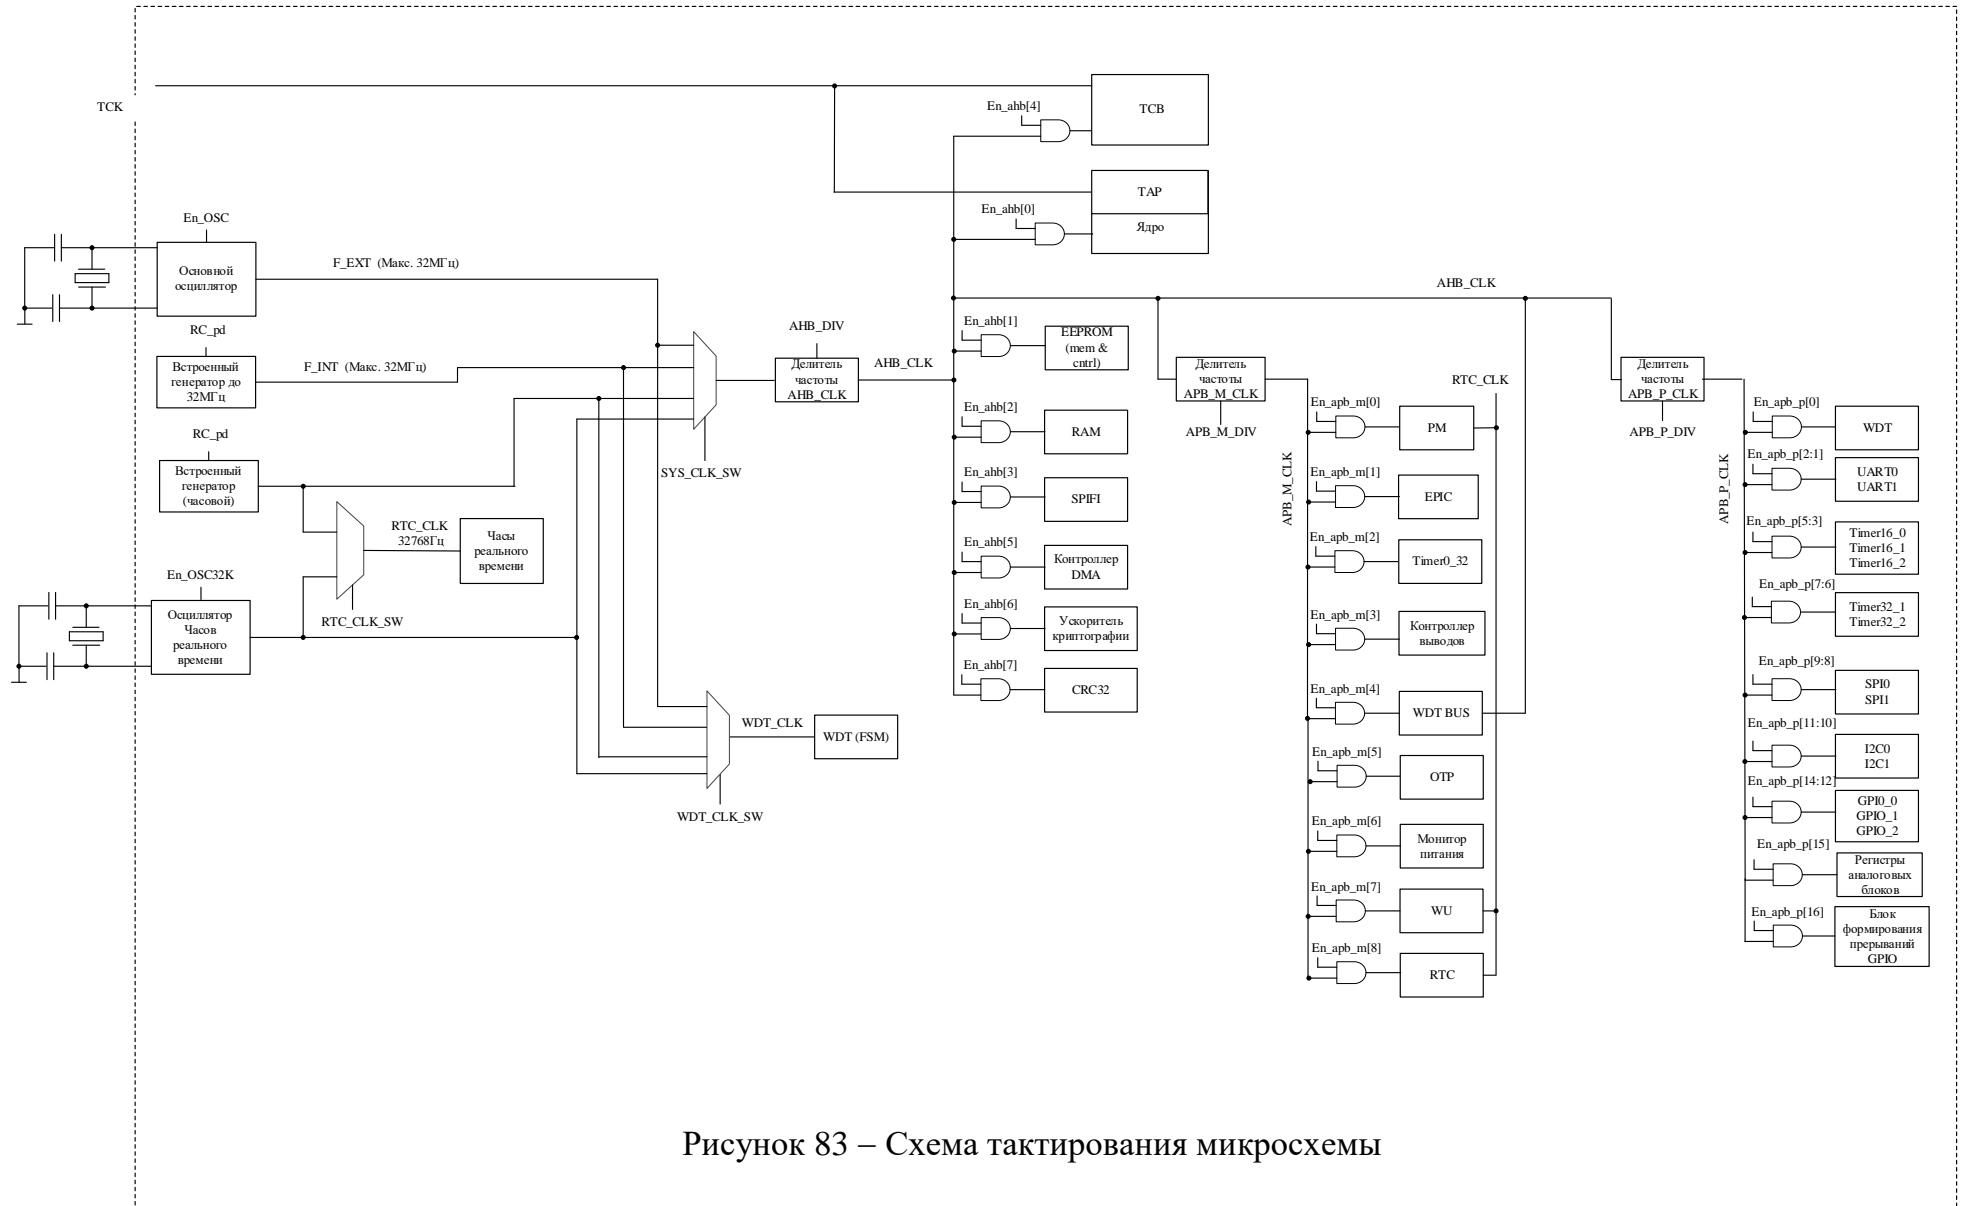 TCK
En_ahb[4]
TCB
En_ahb[0]
TAP
Ядро
En_OSC
Основной
осциллятор
F_EXT (Макс. 32МГц)
RC_pd
Встроенный
генератор до
32МГц
F_INT (Макс. 32МГц)
RC_pd
Встроенный
генератор
(часовой)
RTC_CLK
32768Гц
Часы
реального
времени
RTC_CLK_SW
En_OSC32K
Осциллятор
Часов
реального
времени
SYS_CLK_SW
AHB_DIV
Делитель
частоты
AHB_CLK
AHB_CLK
WDT_CLK
WDT (FSM)
WDT_CLK_SW
En_ahb[1]
EEPROM
(mem &
cntrl)
En_ahb[2]
RAM
En_ahb[3]
SPIFI
En_ahb[5]
Контроллер
DMA
En_ahb[6]
Ускоритель
криптографии
En_ahb[7]
CRC32
AHB_CLK
Делитель
частоты
APB_M_CLK
APB_M_DIV
APB_M_CLK
RTC_CLK
En_apb_m[0]
PM
En_apb_m[1]
EPIC
En_apb_m[2]
Timer0_32
En_apb_m[3]
Контроллер
выводов
En_apb_m[4]
WDT BUS
En_apb_m[5]
OTP
En_apb_m[6]
Монитор
питания
En_apb_m[7]
WU
En_apb_m[8]
RTC
Делитель
частоты
APB_P_CLK
APB_P_DIV
APB_P_CLK
En_apb_p[0]
WDT
En_apb_p[2:1]
UART0
UART1
En_apb_p[5:3]
Timer16_0
Timer16_1
Timer16_2
En_apb_p[7:6]
Timer32_1
Timer32_2
En_apb_p[9:8]
SPI0
SPI1
En_apb_p[11:10]
I2C0
I2C1
En_apb_p[14:12]
GPI0_0
GPIO_1
GPIO_2
En_apb_p[15]
Регистры
аналоговых
блоков
En_apb_p[16]
Блок
формирования
прерываний
GPIO
Рисунок 83 – Схема тактирования микросхемы